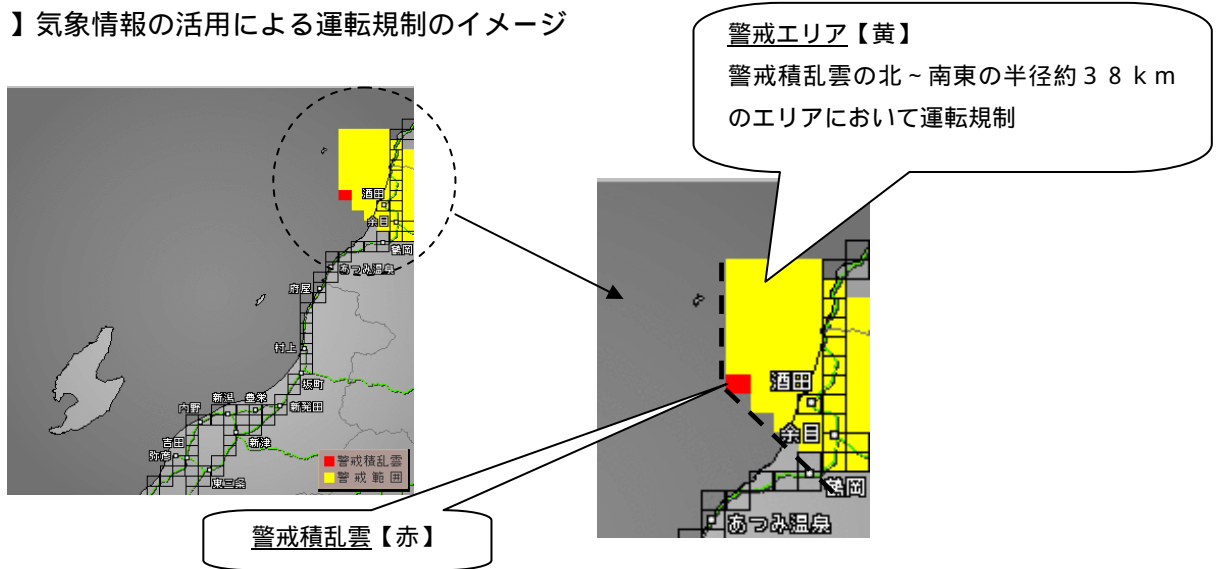 】気象情報の活用による運転規制のイメージ
警戒エリア【黄】
警戒積乱雲の北~南東の半径約38km
のエリアにおいて運転規制
酒田
余目
鶴岡
あつみ温泉
府屋
村上
坂町
新潟
豊栄
新発田
内野
吉田
新津
弥彦
東三条
警戒積乱雲
警戒範囲
酒田
余目
鶴岡
あつみ温泉
警戒積乱雲【赤】